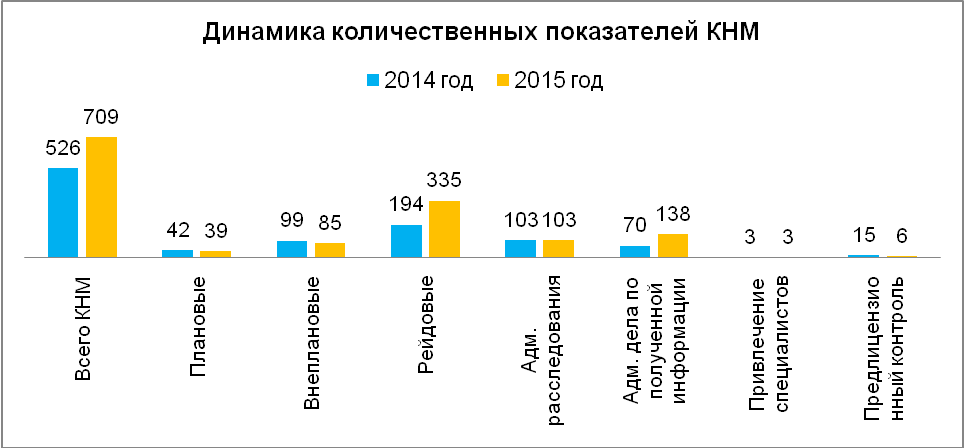 Динамика количественных показателей КНМ
2014 год 2015 год
526 709
42 39
99 85
194 335
103 103
70 138
3 3
15 6
Всего КНМ
Плановые
Внеплановые
Рейдовые
Адм.
расследования
Адм. дела по
полученной
информации
Привлечение
специалистов
Предлицензио
нный контроль